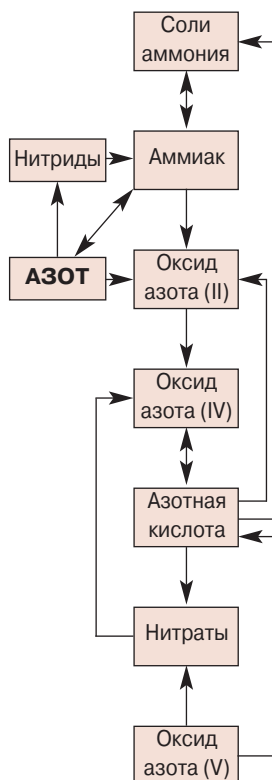 Соли
аммония
Нитриды
Аммиак
АЗОТ
Оксид
азота (II)
Оксид
азота (IV)
Азотная
кислота
Нитраты
Оксид
азота (V)